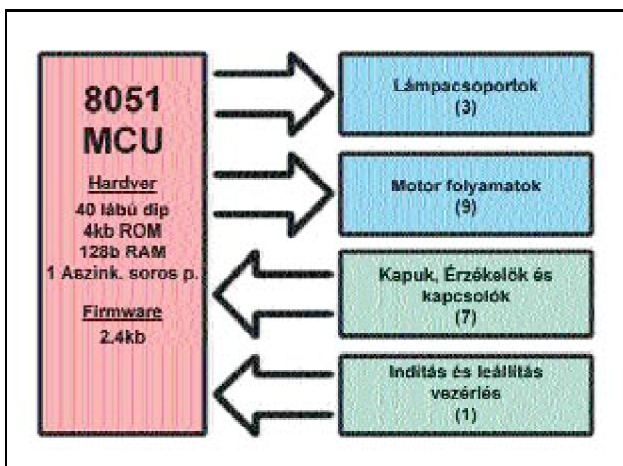 8051
MCU
Hardver
40 lábú dip
4kb ROM
128b RAM
1 Aszink. soros p.
Firmware
2.4kb
Lámpacsoportok
(3)
Motor folyamatok
(9)
Kapuk, Érzékelök és
kapcsolók
(7)
Indítás és leállítás
vezérlés
(1)